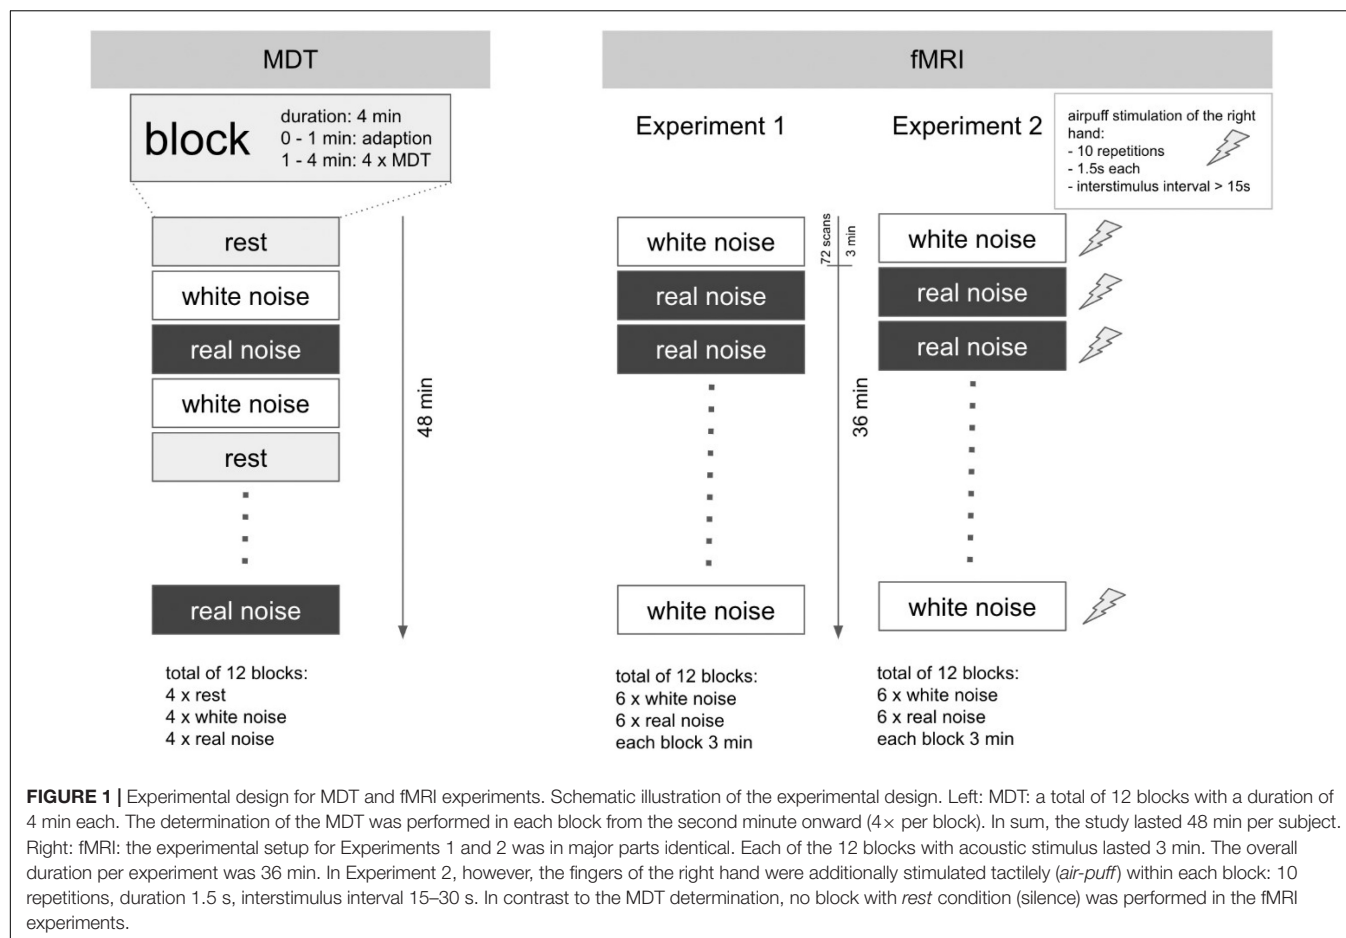 MDT
block
duration: 4 min
0 - 1 min: adaption
1 - 4 min: 4 x MDT
rest
white noise
real noise
white noise
rest
real noise
48 min
total of 12 blocks:
4 x rest
4 x white noise
4 x real noise
fMRI
Experiment 1
white noise
real noise
real noise
white noise
72 scans
3 min
36 min
total of 12 blocks:
6 x white noise
6 x real noise
each block 3 min
Experiment 2
airpuff stimulation of the right
hand:
- 10 repetitions
- 1.5s each
- interstimulus interval > 15s
white noise
real noise
real noise
white noise
total of 12 blocks:
6 x white noise
6 x real noise
each block 3 min
FIGURE 1 | Experimental design for MDT and fMRI experiments. Schematic illustration of the experimental design. Left: MDT: a total of 12 blocks with a duration of
4 min each. The determination of the MDT was performed in each block from the second minute onward (4× per block). In sum, the study lasted 48 min per subject.
Right: fMRI: the experimental setup for Experiments 1 and 2 was in major parts identical. Each of the 12 blocks with acoustic stimulus lasted 3 min. The overall
duration per experiment was 36 min. In Experiment 2, however, the fingers of the right hand were additionally stimulated tactilely (air-puff) within each block: 10
repetitions, duration 1.5 s, interstimulus interval 15–30 s. In contrast to the MDT determination, no block with rest condition (silence) was performed in the fMRI
experiments.